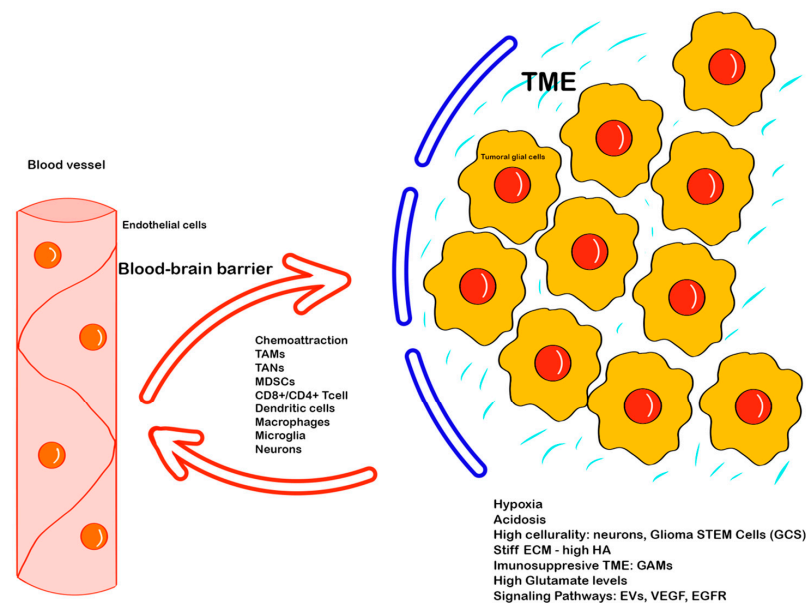 TME
Tumoral glial cells
Blood vessel
Endothelial cells
Blood-brain barrier
Chemoattraction
TAMs
TANs
MDSCs
CD8+/CD4+ Tcell
Dendritic cells
Macrophages
Microglia
Neurons
Hypoxia
Acidosis
High cellurality: neurons, Glioma STEM Cells (GCS)
Stiff ECM - high HA
Imunosuppresive TME: GAMs
High Glutamate levels
Signaling Pathways: EVs, VEGF, EGFR